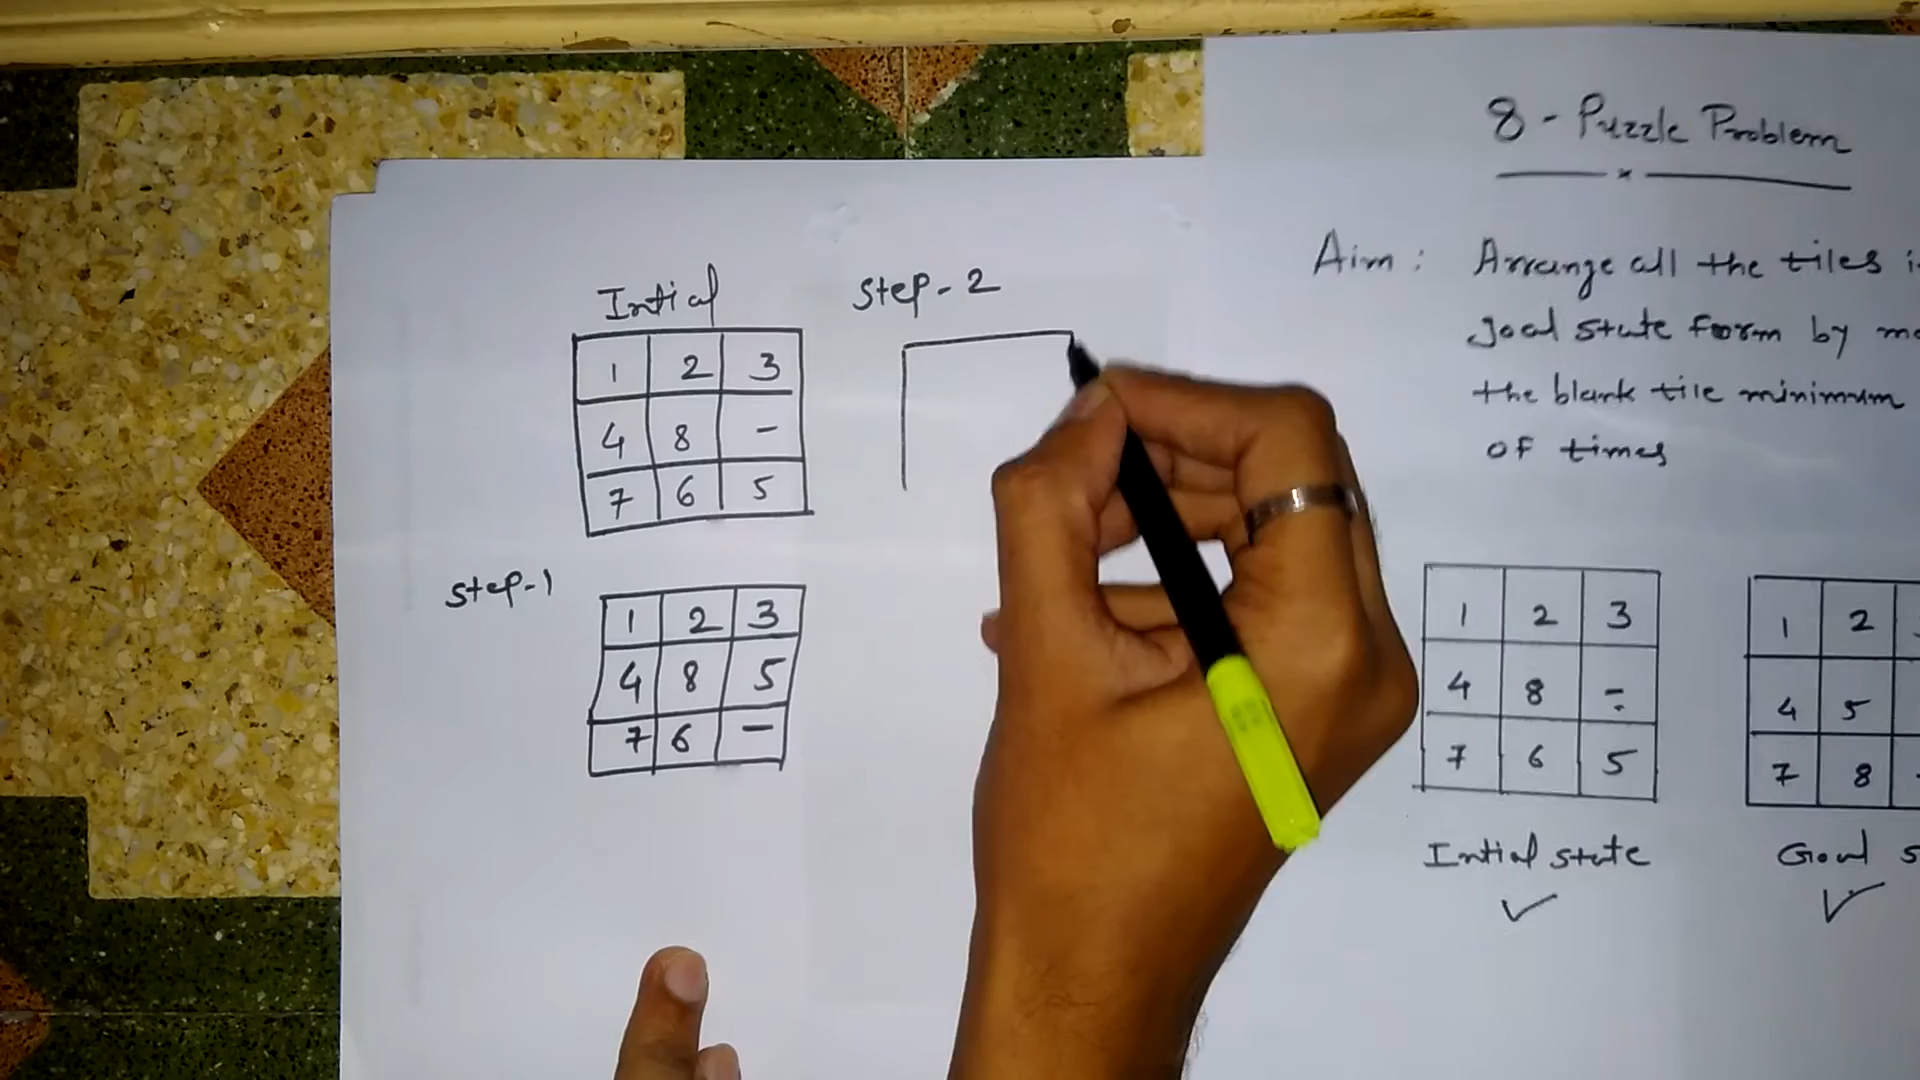 8 - Puzzle Problem
Aim : Arrange all the tiles
goal state form by
the blank tile minimum
of times
Intial
1 2 3
4 8 -
7 6 5
Step-1
1 2 3
4 8 5
7 6 -
Step-2
1 2 3
4 8 -
7 6 5
Intial state
1 2
4 5
7 8
Goal